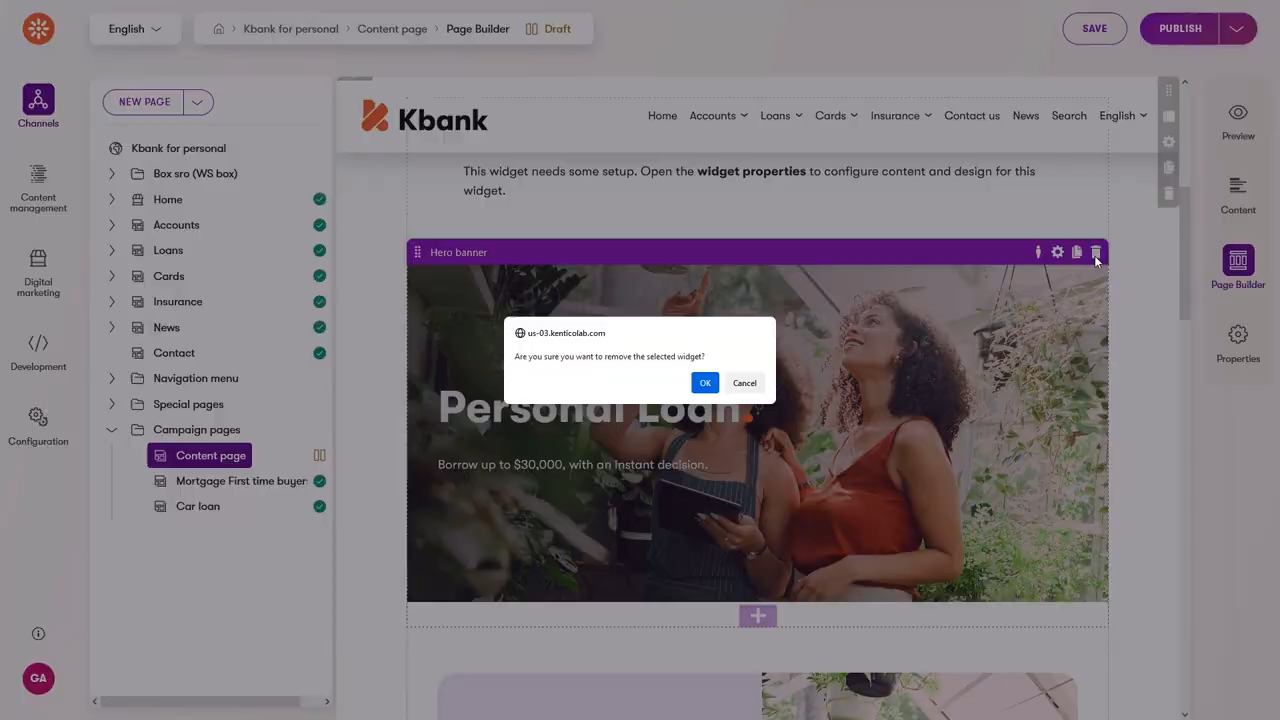 English
Kbank for personal
Content page
Page Builder
Draft
SAVE
PUBLISH
Channels
Content management
Digital marketing
Development
Configuration
GA
NEW PAGE
Kbank for personal
Box sro (WS box)
Home
Accounts
Loans
Cards
Insurance
News
Contact
Navigation menu
Special pages
Campaign pages
Content page
Mortgage First time buyer
Car loan
Kbank
Home
Accounts
Loans
Cards
Insurance
Contact us
News
Search
English
This widget needs some setup. Open the widget properties to configure content and design for this
widget.
Hero banner
us-03.kenticolab.com
Are you sure you want to remove the selected widget?
OK
Cancel
Personal Loan.
Borrow up to $30,000, with an instant decision.
Preview
Content
Page Builder
Properties